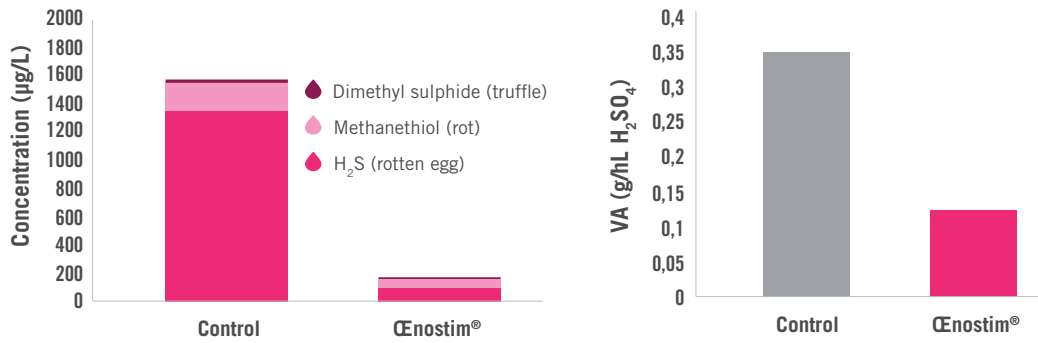 Concentration (µg/L)
2000
1800
1600
1400
1200
1000
800
600
400
200
0
Dimethyl sulphide (truffle)
Methanethiol (rot)
H₂S (rotten egg)
Control
Œnostim®
VA (g/hL H₂SO₄)
0,4
0,35
0,3
0,25
0,2
0,15
0,1
0,05
0
Control
Œnostim®